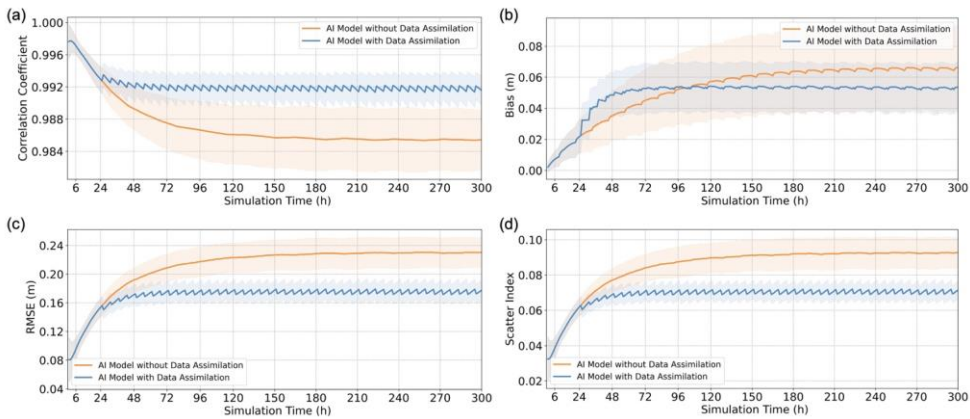 (a)
1.000
0.996
0.992
0.988
0.984
Correlation Coefficient
AI Model without Data Assimilation
AI Model with Data Assimilation
6 24 48 72 96 120 150 180 210 240 270 300
Simulation Time (h)
(b)
0.08
0.06
0.04
0.02
0.00
Bias (m)
AI Model without Data Assimilation
AI Model with Data Assimilation
6 24 48 72 96 120 150 180 210 240 270 300
Simulation Time (h)
(c)
0.24
0.20
0.16
0.12
0.08
0.04
RMSE (m)
AI Model without Data Assimilation
AI Model with Data Assimilation
6 24 48 72 96 120 150 180 210 240 270 300
Simulation Time (h)
(d)
0.10
0.08
0.06
0.04
0.02
Scatter Index
AI Model without Data Assimilation
AI Model with Data Assimilation
6 24 48 72 96 120 150 180 210 240 270 300
Simulation Time (h)